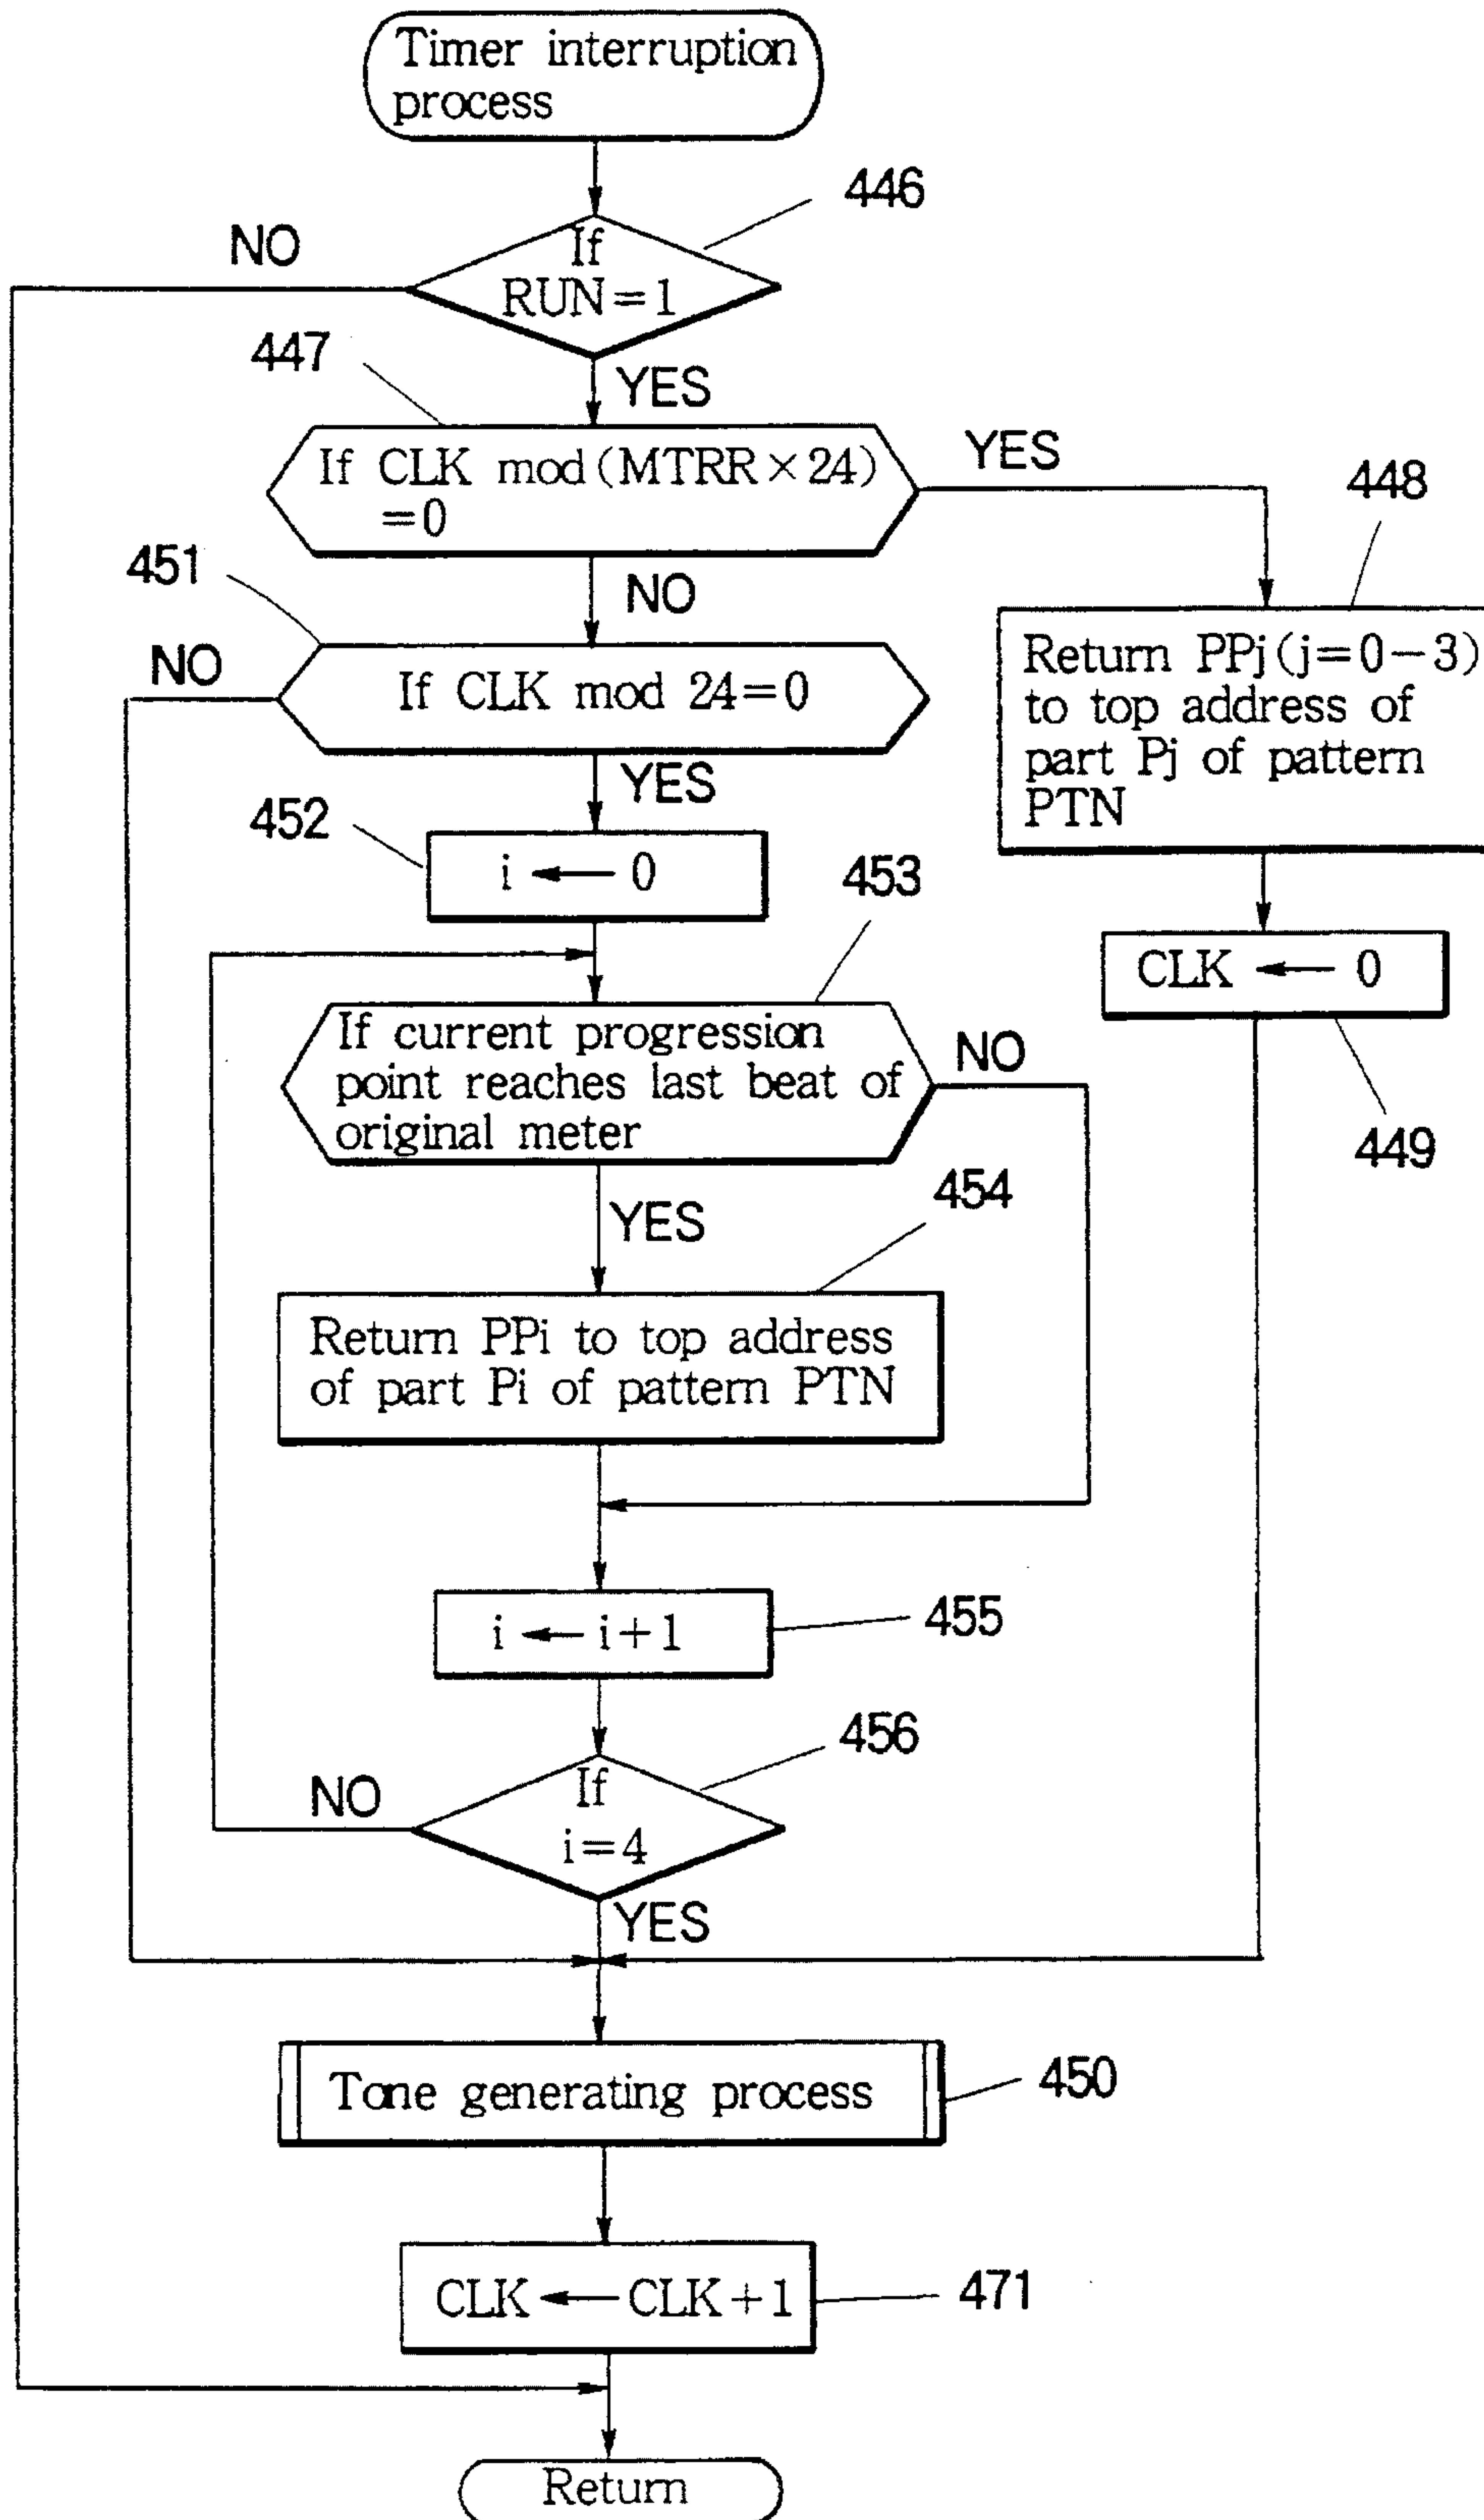 Timer interruption
process
446
NO
If
RUN=1
447
YES
If CLK mod(MTRR×24)
=0
YES
448
451
NO
NO
If CLK mod 24=0
Return PPj(j=0−3)
to top address of
part Pj of pattern
PTN
YES
452
i ← 0
453
CLK ← 0
449
If current progression
point reaches last beat of
original meter
NO
YES
454
Return PPi to top address
of part Pi of pattern PTN
i ← i+1
455
456
NO
If
i=4
YES
Tone generating process
450
CLK ← CLK+1
471
Return